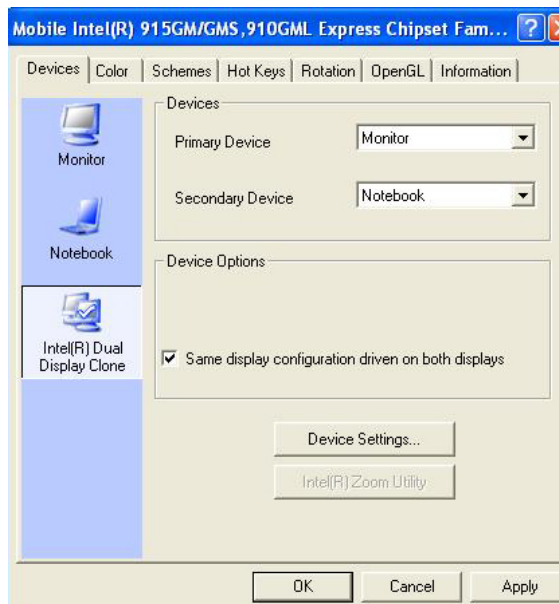 Mobile Intel(R) 915GM/GMS,910GML Express Chipset Fam... ? X
Devices Color Schemes Hot Keys Rotation OpenGL Information
Monitor
Notebook
Intel(R) Dual
Display Clone
Devices
Primary Device Monitor
Secondary Device Notebook
Device Options
Same display configuration driven on both displays
Device Settings...
Intel(R) Zoom Utility
OK Cancel Apply